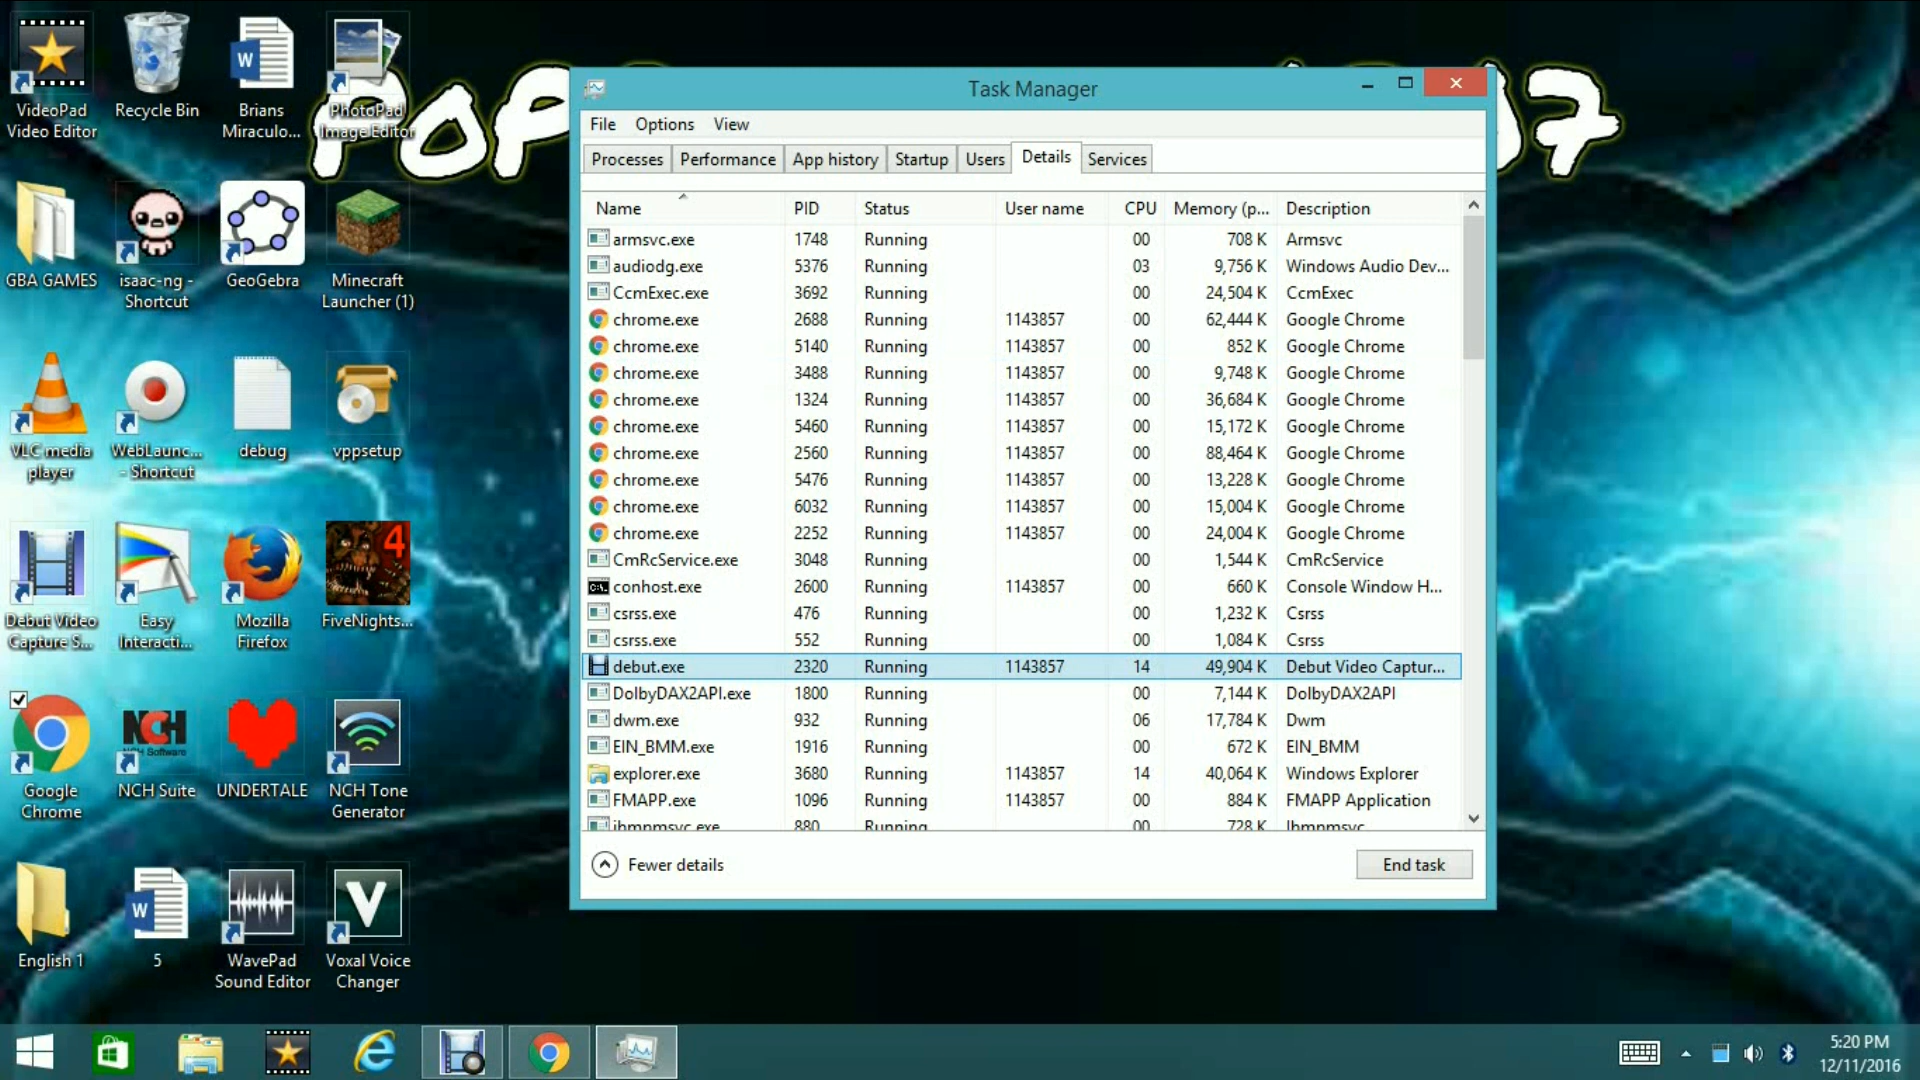 VideoPad
Video Editor
Recycle Bin
Brians
Miraculo...
PhotoPad
Image Editor
GBA GAMES
isaac-ng -
Shortcut
GeoGebra
Minecraft
Launcher (1)
VLC media
player
WebLaunc...
- Shortcut
debug
vppsetup
Debut Video
Capture S...
Easy
Interacti...
Mozilla
Firefox
4
FiveNights...
Google
Chrome
NCH
NCH Software
NCH Suite
UNDERTALE
NCH Tone
Generator
English 1
5
WavePad
Sound Editor
Voxal Voice
Changer
Task Manager
File Options View
Processes Performance App history Startup Users Details Services
Name PID Status User name CPU Memory (p... Description
armsvc.exe 1748 Running 00 708 K Armsvc
audiodg.exe 5376 Running 03 9,756 K Windows Audio Dev...
CcmExec.exe 3692 Running 00 24,504 K CcmExec
chrome.exe 2688 Running 1143857 00 62,444 K Google Chrome
chrome.exe 5140 Running 1143857 00 852 K Google Chrome
chrome.exe 3488 Running 1143857 00 9,748 K Google Chrome
chrome.exe 1324 Running 1143857 00 36,684 K Google Chrome
chrome.exe 5460 Running 1143857 00 15,172 K Google Chrome
chrome.exe 2560 Running 1143857 00 88,464 K Google Chrome
chrome.exe 5476 Running 1143857 00 13,228 K Google Chrome
chrome.exe 6032 Running 1143857 00 15,004 K Google Chrome
chrome.exe 2252 Running 1143857 00 24,004 K Google Chrome
CmRcService.exe 3048 Running 00 1,544 K CmRcService
conhost.exe 2600 Running 1143857 00 660 K Console Window H...
csrss.exe 476 Running 00 1,232 K Csrss
csrss.exe 552 Running 00 1,084 K Csrss
debut.exe 2320 Running 1143857 14 49,904 K Debut Video Captur...
DolbyDAX2API.exe 1800 Running 00 7,144 K DolbyDAX2API
dwm.exe 932 Running 06 17,784 K Dwm
EIN_BMM.exe 1916 Running 00 672 K EIN_BMM
explorer.exe 3680 Running 1143857 14 40,064 K Windows Explorer
FMAPP.exe 1096 Running 1143857 00 884 K FMAPP Application
ibmpmsvc.exe 880 Running 00 728 K Ibmpmsvc
Fewer details End task
5:20 PM
12/11/2016